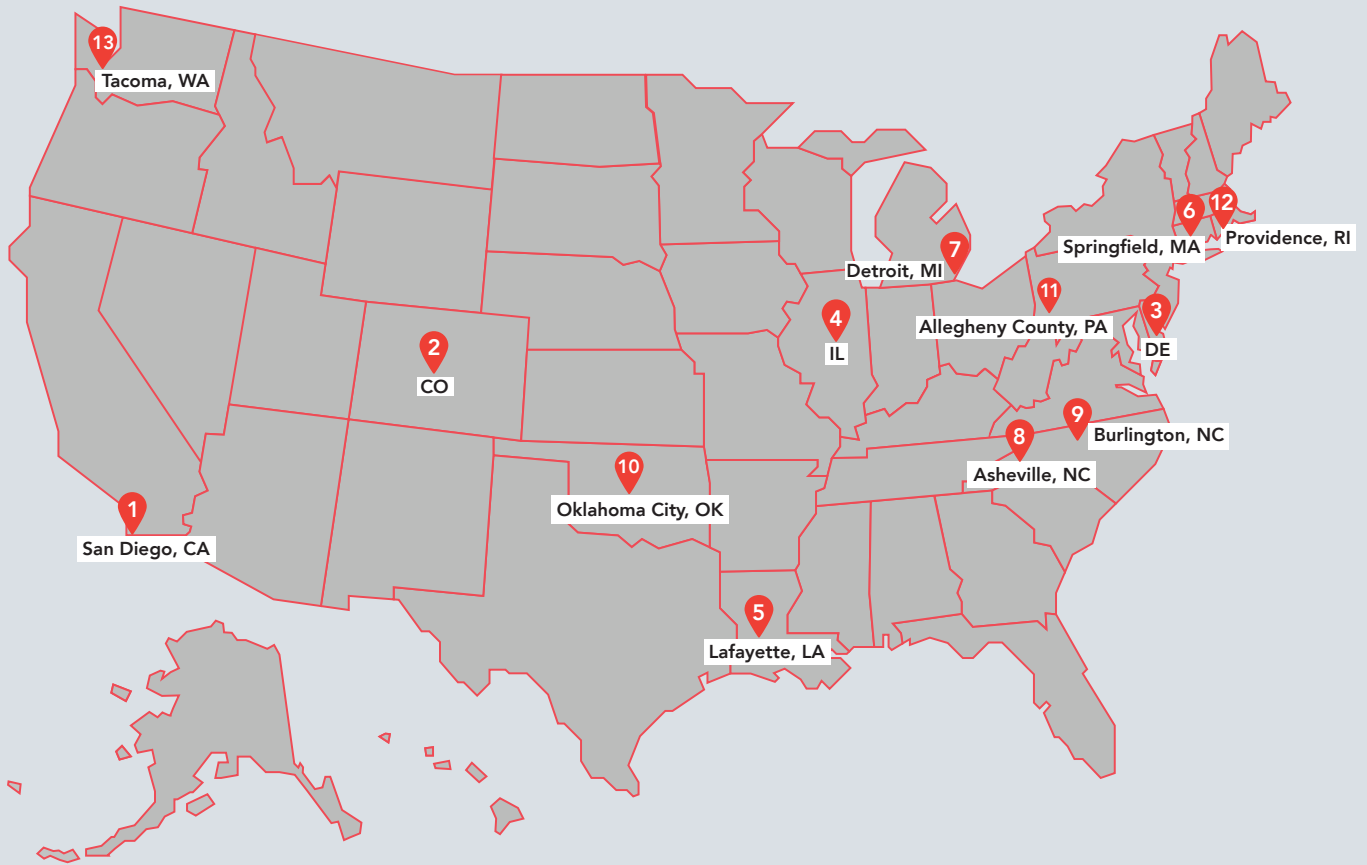 13
Tacoma, WA
6
12
Springfield, MA
Providence, RI
7
Detroit, MI
11
Allegheny County, PA
3
DE
4
IL
2
CO
9
Burlington, NC
8
Asheville, NC
10
Oklahoma City, OK
1
San Diego, CA
5
Lafayette, LA